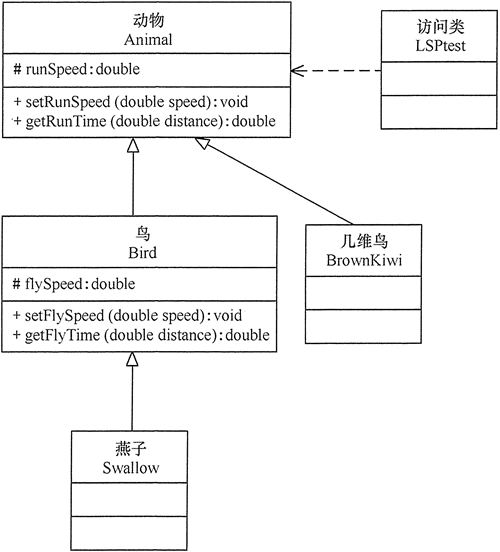 动物
Animal
# runSpeed:double
+ setRunSpeed (double speed):void
+ getRunTime (double distance):double
访问类
LSPtest
鸟
Bird
# flySpeed:double
+ setFlySpeed (double speed):void
+ getFlyTime (double distance):double
几维鸟
BrownKiwi
燕子
Swallow